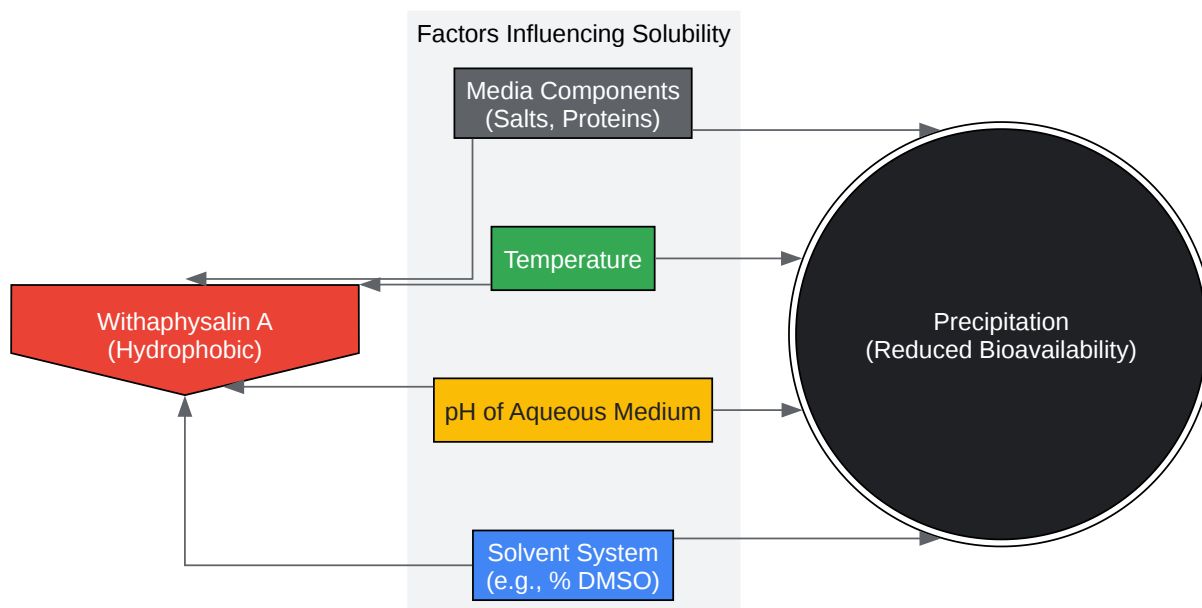 Factors Influencing Solubility
Media Components
(Salts, Proteins)
Temperature
Withaphysalin A
(Hydrophobic)
Precipitation
(Reduced Bioavailability)
pH of Aqueous Medium
Solvent System
(e.g., % DMSO)